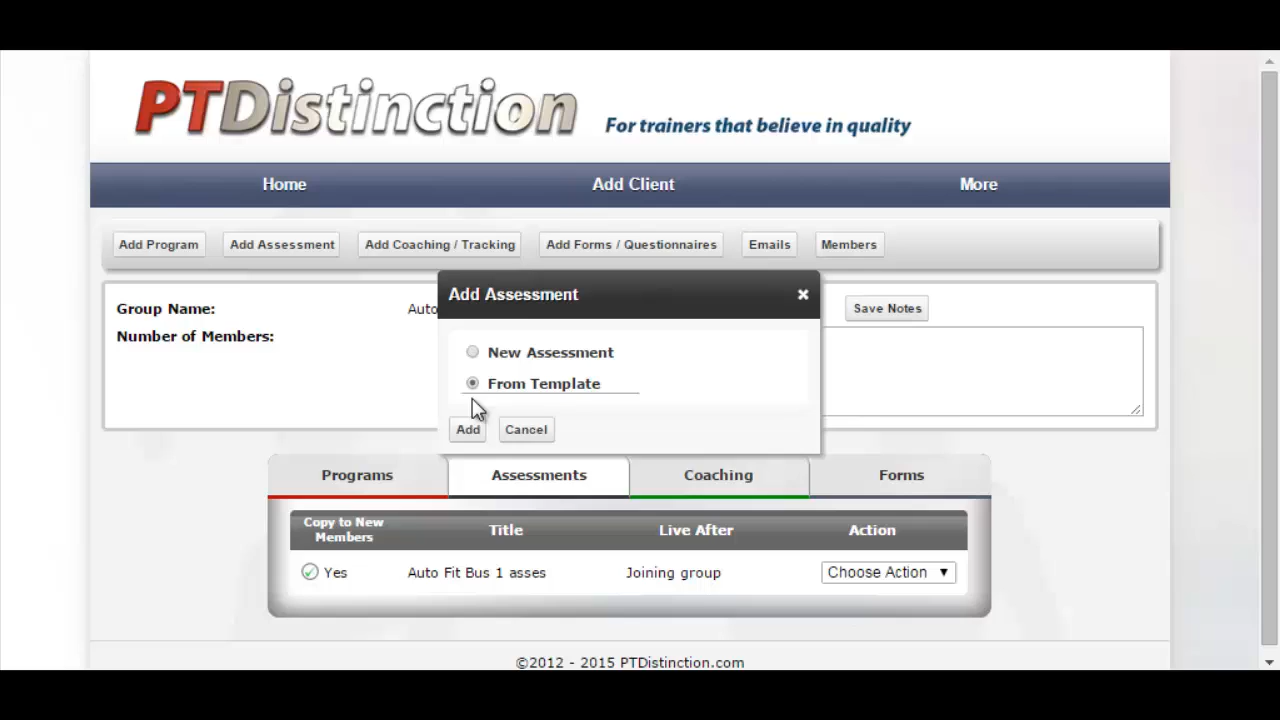 PTDistinction
For trainers that believe in quality
Home Add Client More
Add Program Add Assessment Add Coaching / Tracking Add Forms / Questionnaires Emails Members
Add Assessment
Group Name: Auto Save Notes
Number of Members:
New Assessment
From Template
Add Cancel
Programs Assessments Coaching Forms
Copy to New Members Title Live After Action
Yes Auto Fit Bus 1 asses Joining group Choose Action
©2012 - 2015 PTDistinction.com